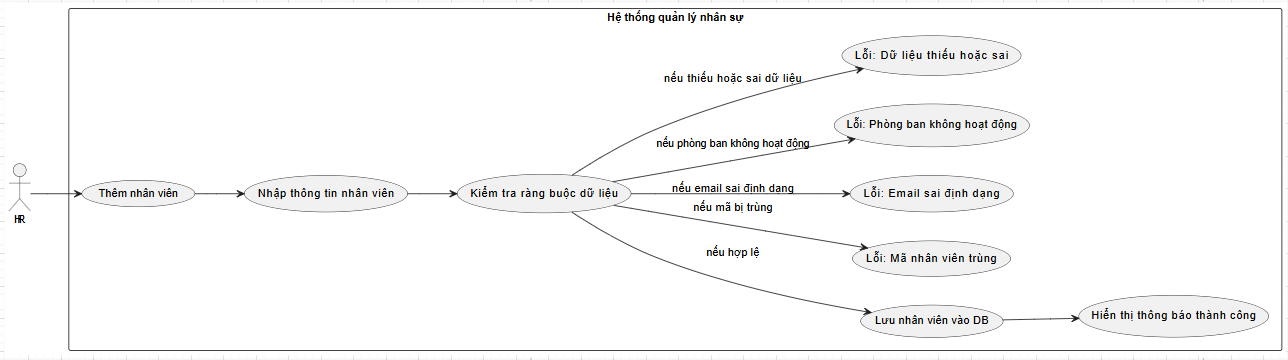 Hệ thống quản lý nhân sự
Lỗi: Dữ liệu thiếu hoặc sai
nếu thiếu hoặc sai dữ liệu
Lỗi: Phòng ban không hoạt động
nếu phòng ban không hoạt động
HR
Thêm nhân viên
Nhập thông tin nhân viên
Kiểm tra ràng buộc dữ liệu
nếu email sai định dạng
Lỗi: Email sai định dạng
nếu mã bị trùng
Lỗi: Mã nhân viên trùng
nếu hợp lệ
Lưu nhân viên vào DB
Hiển thị thông báo thành công